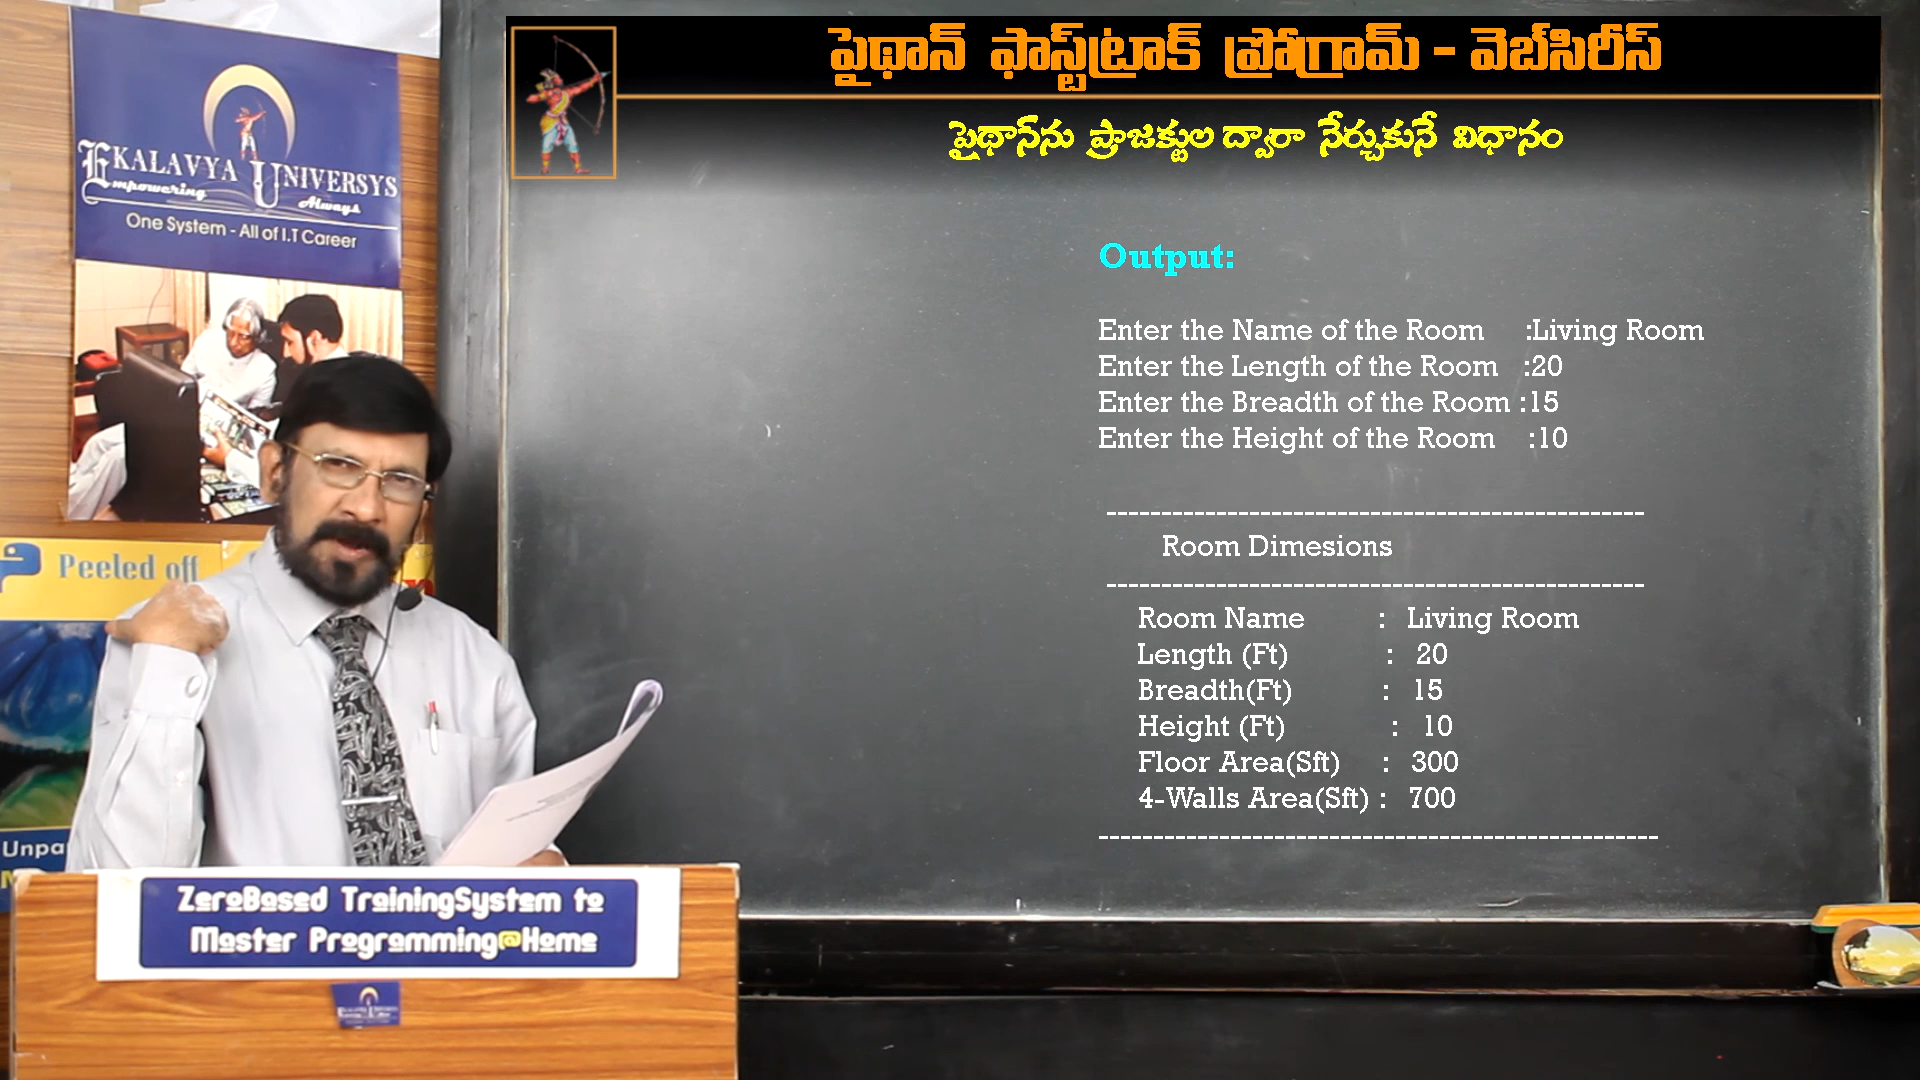 పైథాన్ ఫాస్ట్‌ట్రాక్ ప్రోగ్రామ్ - వెబ్‌సిరీస్
పైథాన్‌ను ప్రాజెక్టుల ద్వారా నేర్చుకునే విధానం
EKALAVYA UNIVERSYS
Empowering Always
One System - All of I.T Career
Peeled off
Unpa
ZeroBased TrainingSystem to
Master Programming@Home
Output:
Enter the Name of the Room :Living Room
Enter the Length of the Room :20
Enter the Breadth of the Room :15
Enter the Height of the Room :10
------------------------------------------------
Room Dimesions
------------------------------------------------
Room Name : Living Room
Length (Ft) : 20
Breadth(Ft) : 15
Height (Ft) : 10
Floor Area(Sft) : 300
4-Walls Area(Sft) : 700
--------------------------------------------------